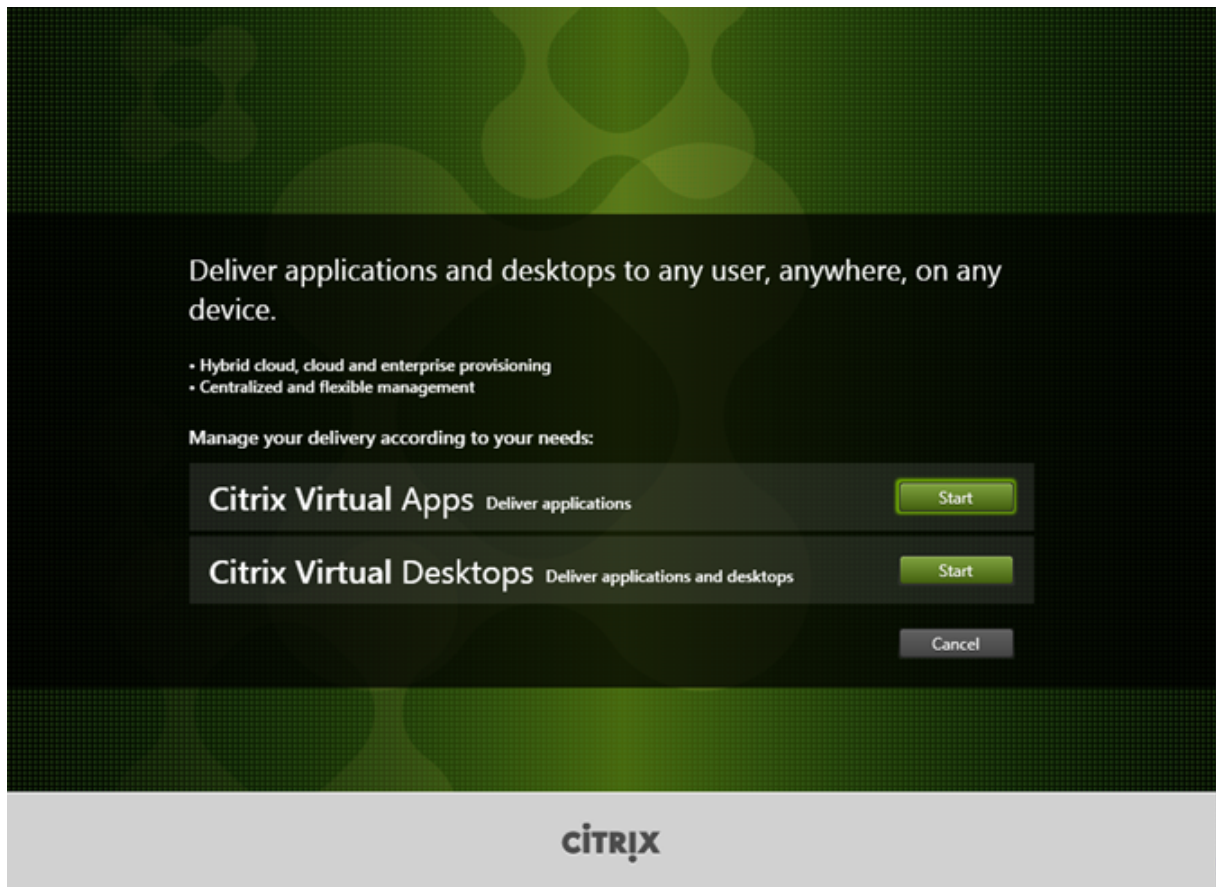 Deliver applications and desktops to any user, anywhere, on any
device.
• Hybrid cloud, cloud and enterprise provisioning
• Centralized and flexible management
Manage your delivery according to your needs:
Citrix Virtual Apps Deliver applications Start
Citrix Virtual Desktops Deliver applications and desktops Start
Cancel
CİTRỊX